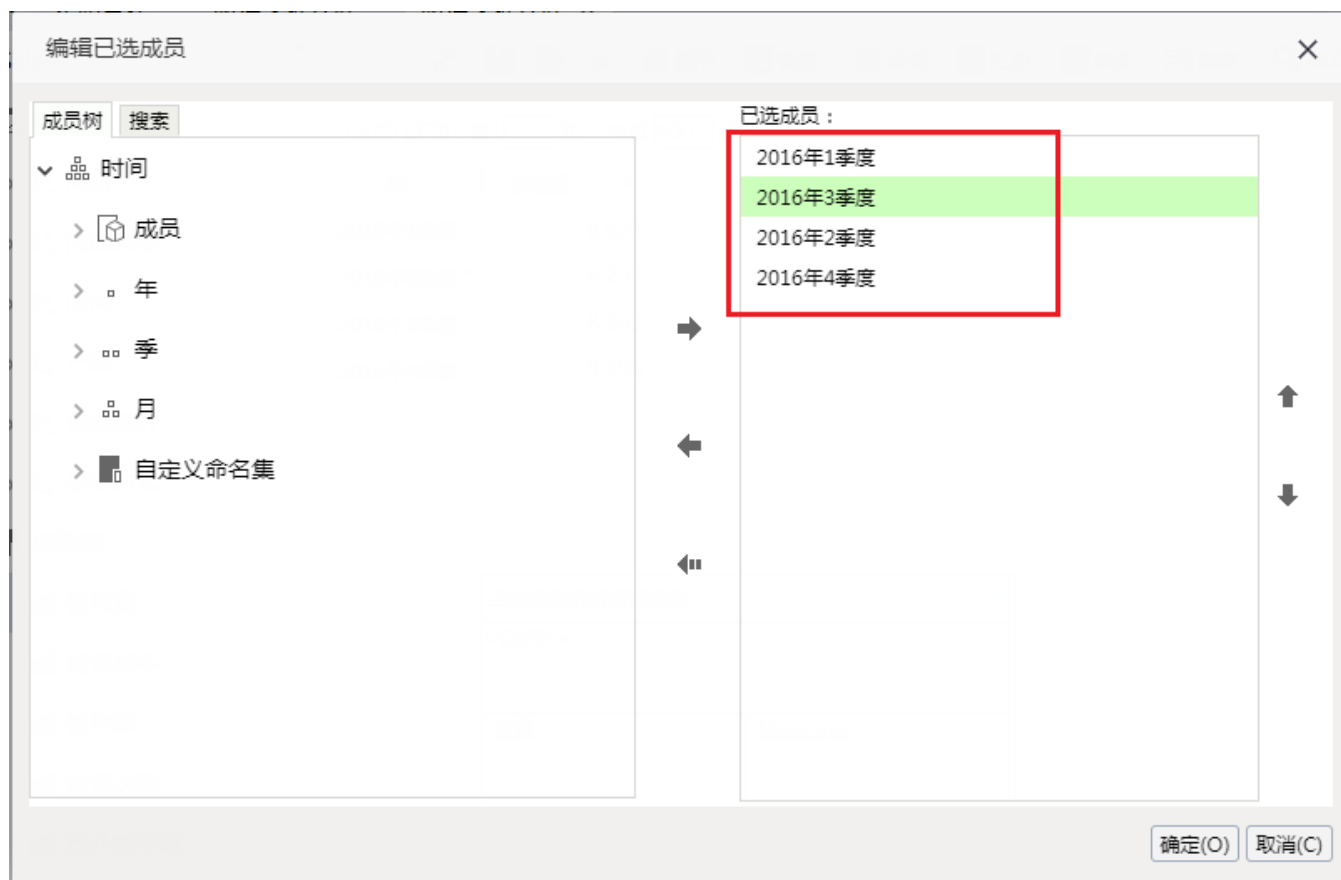 编辑已选成员
成员树 搜索
时间
成员
年
季
月
自定义命名集
已选成员：
2016年1季度
2016年3季度
2016年2季度
2016年4季度
确定(O) 取消(C)